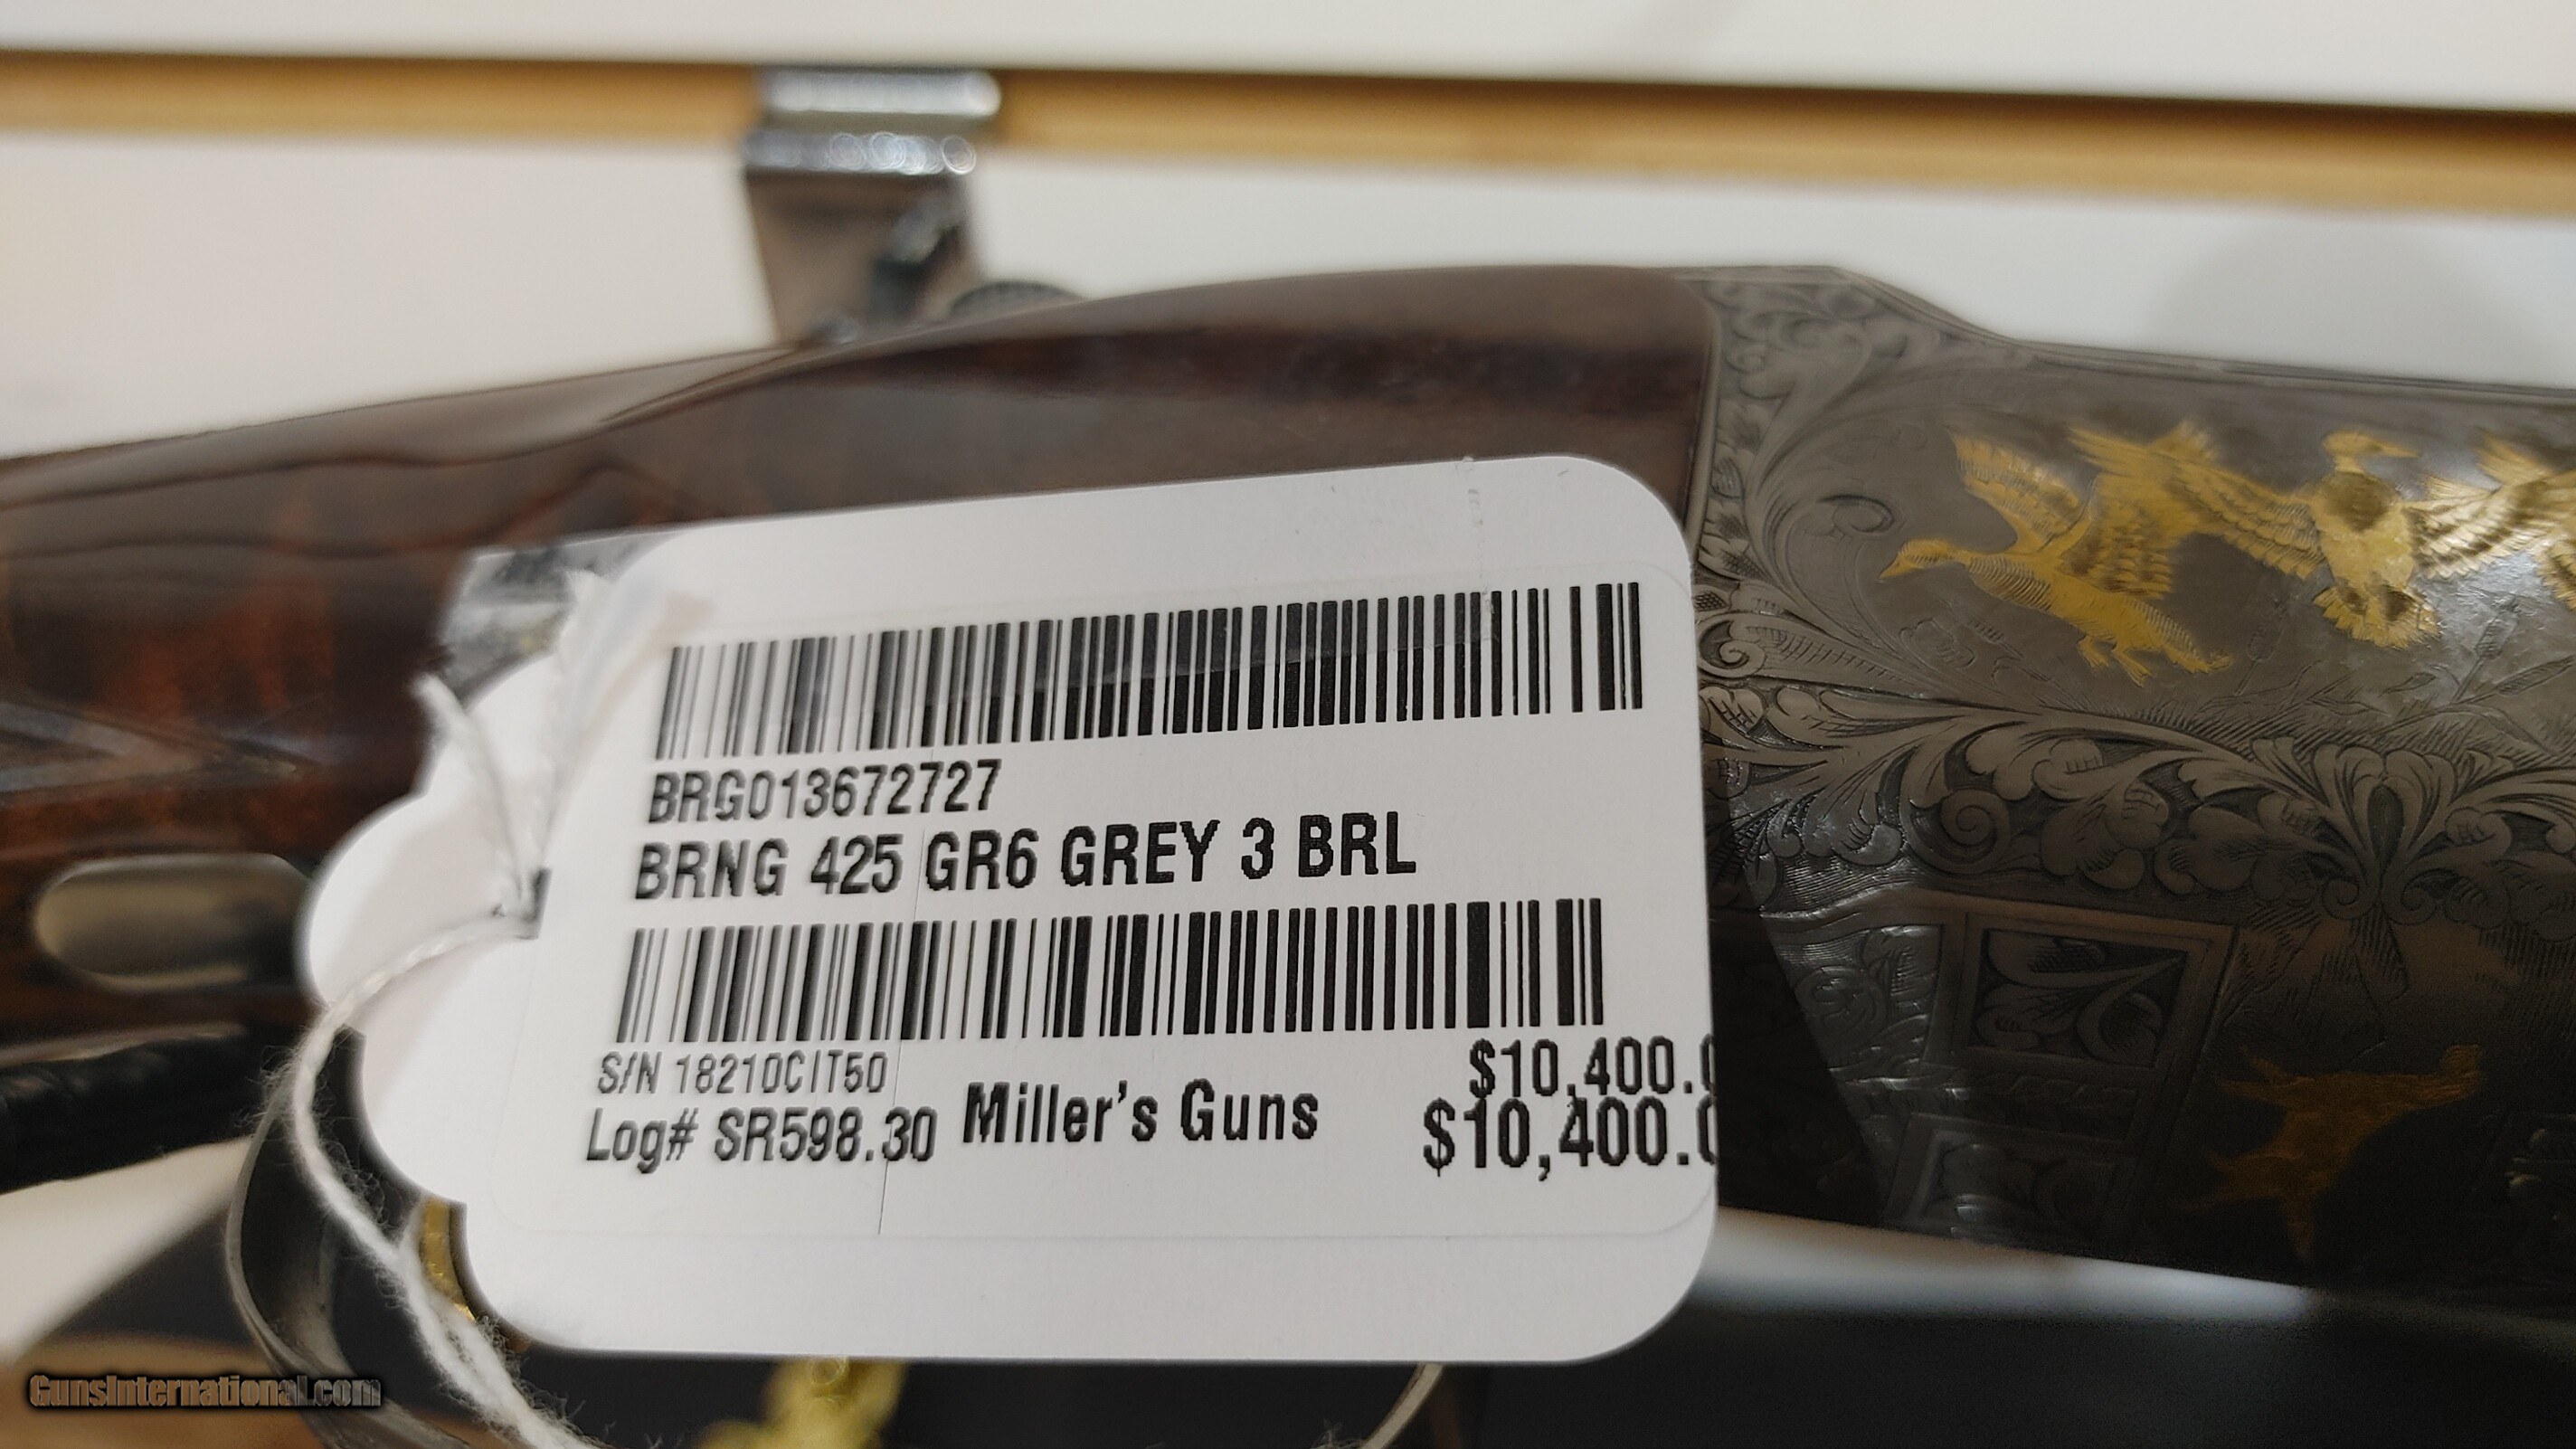 BRG013672727
BRNG 425 GR6 GREY 3 BRL
S/N 18210CIT50
$10,400.0
Log# SR598.30 Miller's Guns $10,400.0
GunsInternational.com